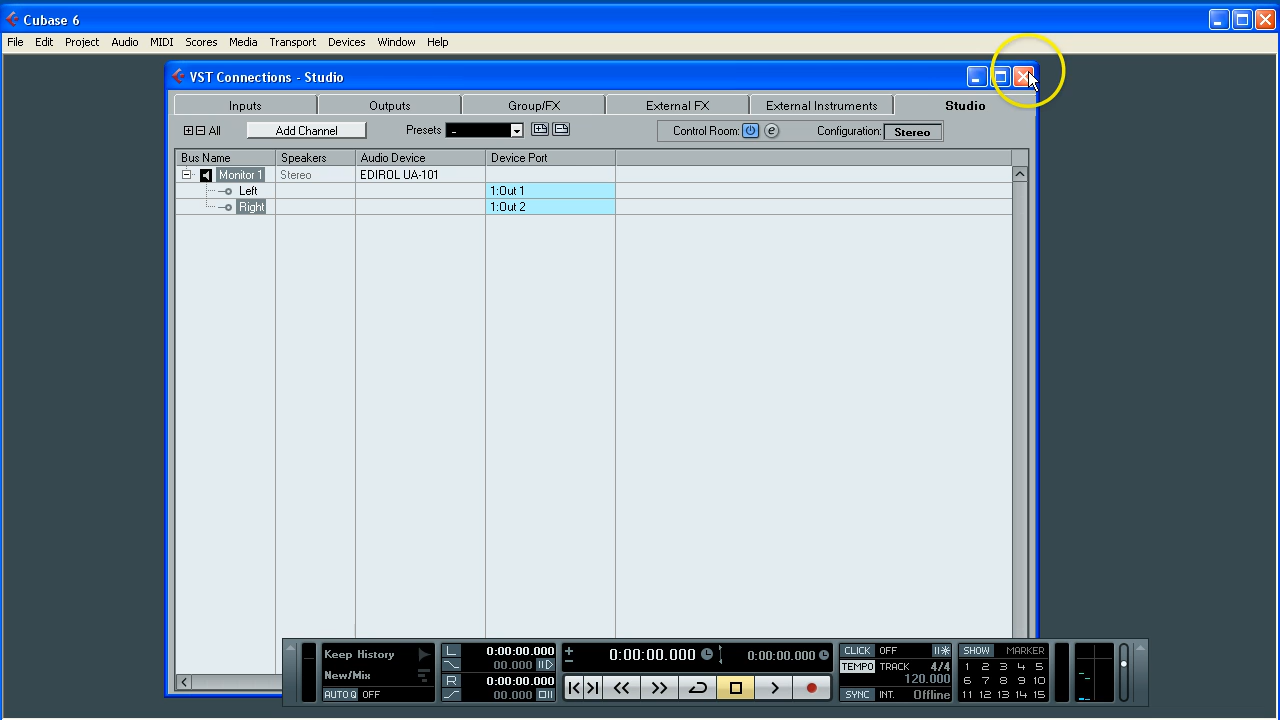 Cubase 6
File Edit Project Audio MIDI Scores Media Transport Devices Window Help
VST Connections - Studio
Inputs Outputs Group/FX External FX External Instruments Studio
All Add Channel Presets - Control Room: e Configuration: Stereo
Bus Name Speakers Audio Device Device Port
Monitor 1 Stereo EDIROL UA-101
Left 1:Out 1
Right 1:Out 2
Keep History L 0:00:00.000 0:00:00.000 0:00:00.000 CLICK OFF SHOW MARKER
00.000 TEMPO TRACK 4/4 1 2 3 4 5
New/Mix R 0:00:00.000 120.000 6 7 8 9 10
AUTO Q OFF 00.000 SYNC INT. Offline 11 12 13 14 15